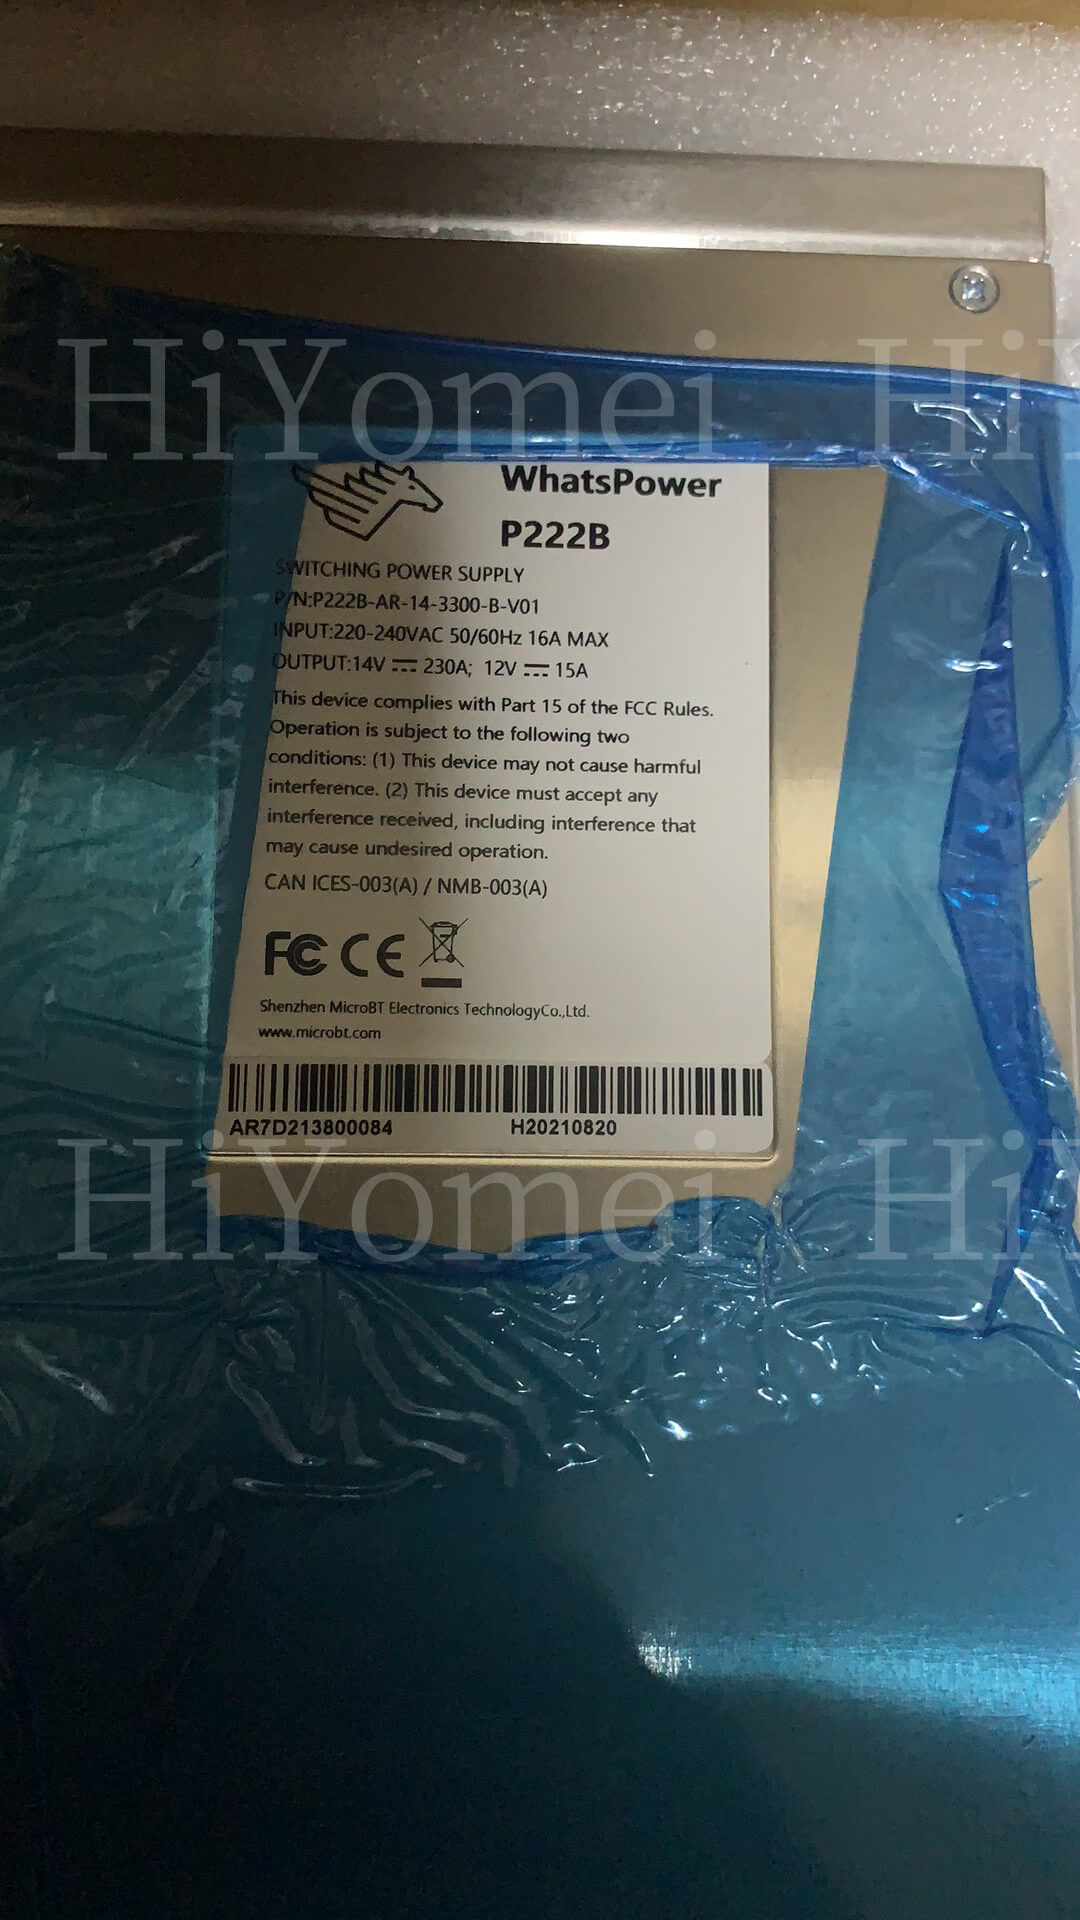 HiYomei HiY
WhatsPower
P222B
SWITCHING POWER SUPPLY
P/N:P222B-AR-14-3300-B-V01
INPUT:220-240VAC 50/60Hz 16A MAX
OUTPUT:14V ⎓ 230A; 12V ⎓ 15A
This device complies with Part 15 of the FCC Rules.
Operation is subject to the following two
conditions: (1) This device may not cause harmful
interference. (2) This device must accept any
interference received, including interference that
may cause undesired operation.
CAN ICES-003(A) / NMB-003(A)
FC CE
Shenzhen MicroBT Electronics TechnologyCo.,Ltd.
www.microbt.com
AR7D213800084 H20210820
HiYomei HiY